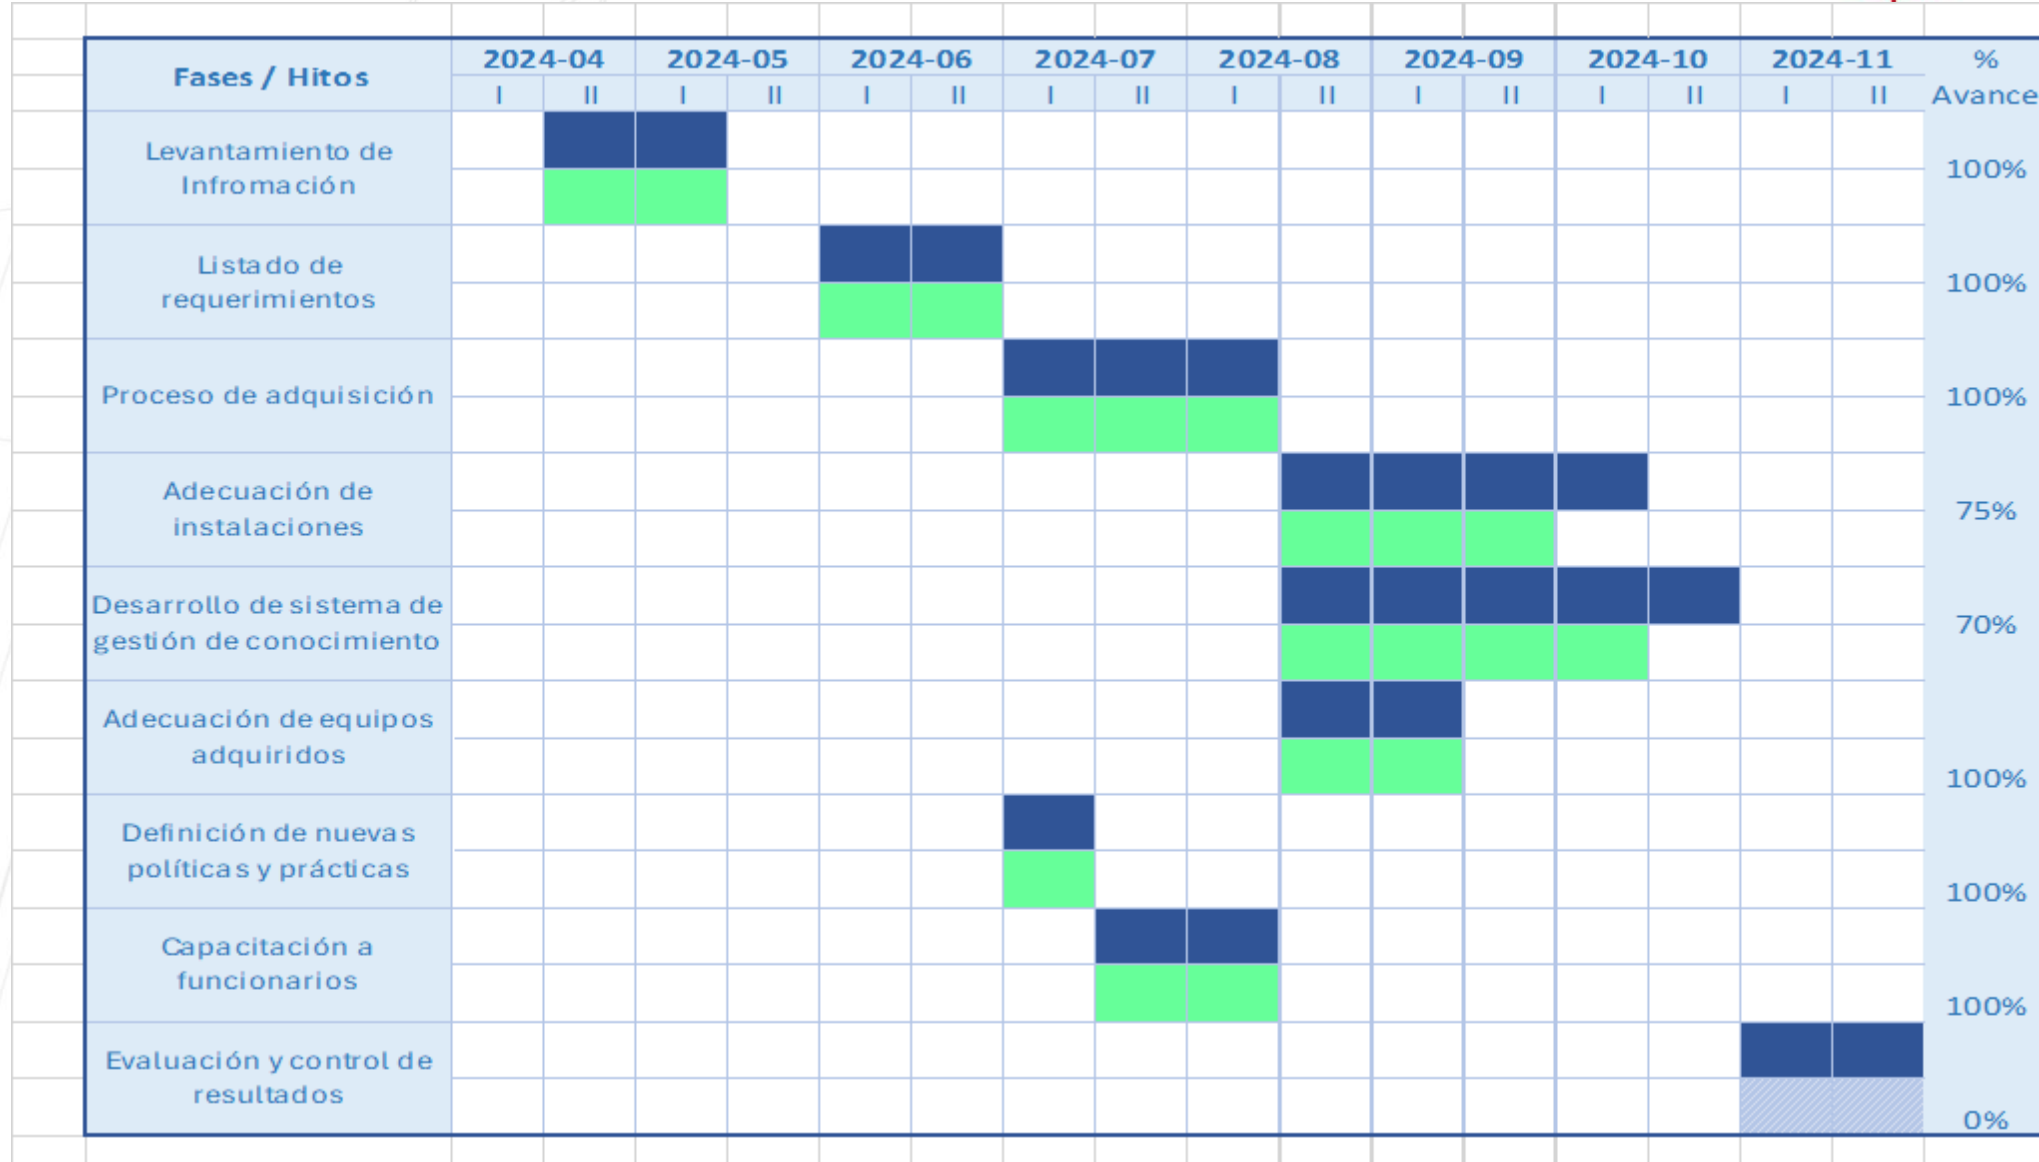 2024-04 2024-05 2024-06 2024-07 2024-08 2024-09 2024-10 2024-11 %
Fases / Hitos
I II I II I II I II I II I II I II I II Avance
Levantamiento de
Infromación
100%
Listado de
requerimientos
100%
Proceso de adquisición
100%
Adecuación de
instalaciones
75%
Desarrollo de sistema de
gestión de conocimiento
70%
Adecuación de equipos
adquiridos
100%
Definición de nuevas
políticas y prácticas
100%
Capacitación a
funcionarios
100%
Evaluación y control de
resultados
0%